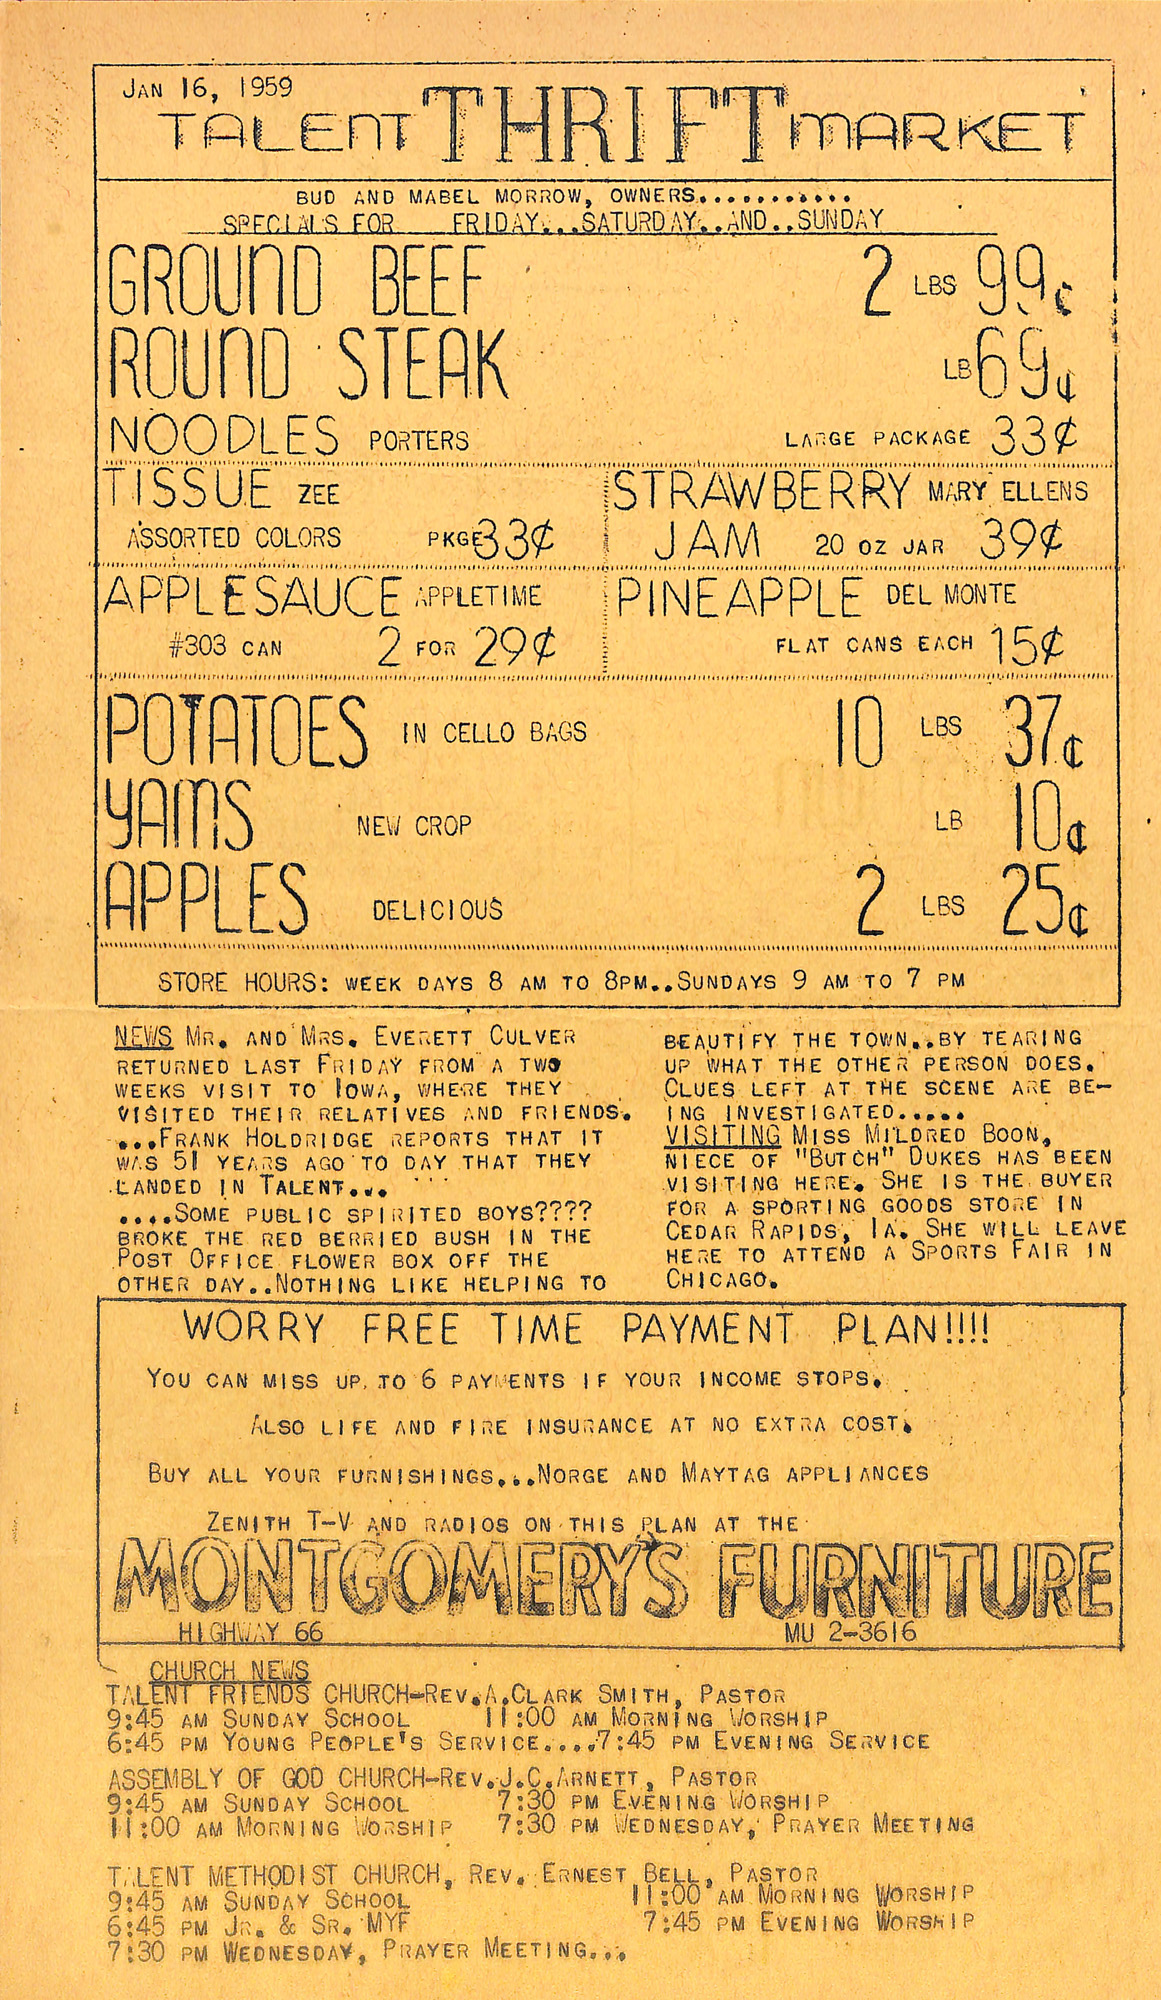 JAN 16, 1959
TALENT THRIFT MARKET
BUD AND MABEL MORROW, OWNERS...........
SPECIALS FOR FRIDAY...SATURDAY..AND..SUNDAY
GROUND BEEF 2 LBS 99¢
ROUND STEAK LB 69¢
NOODLES PORTERS LARGE PACKAGE 33¢
TISSUE ZEE
ASSORTED COLORS PKGE 33¢
STRAWBERRY MARY ELLENS
JAM 20 OZ JAR 39¢
APPLESAUCE APPLETIME
#303 CAN 2 FOR 29¢
PINEAPPLE DEL MONTE
FLAT CANS EACH 15¢
POTATOES IN CELLO BAGS 10 LBS 37¢
YAMS NEW CROP LB 10¢
APPLES DELICIOUS 2 LBS 25¢
STORE HOURS: WEEK DAYS 8 AM TO 8PM..SUNDAYS 9 AM TO 7 PM
NEWS MR. AND MRS. EVERETT CULVER
RETURNED LAST FRIDAY FROM A TWO
WEEKS VISIT TO IOWA, WHERE THEY
VISITED THEIR RELATIVES AND FRIENDS.
...FRANK HOLDRIDGE REPORTS THAT IT
WAS 51 YEARS AGO TO DAY THAT THEY
LANDED IN TALENT...
....SOME PUBLIC SPIRITED BOYS????
BROKE THE RED BERRIED BUSH IN THE
POST OFFICE FLOWER BOX OFF THE
OTHER DAY..NOTHING LIKE HELPING TO
BEAUTIFY THE TOWN...BY TEARING
UP WHAT THE OTHER PERSON DOES.
CLUES LEFT AT THE SCENE ARE BE-
ING INVESTIGATED.....
VISITING MISS MILDRED BOON,
NIECE OF "BUTCH" DUKES HAS BEEN
VISITING HERE. SHE IS THE BUYER
FOR A SPORTING GOODS STORE IN
CEDAR RAPIDS, IA. SHE WILL LEAVE
HERE TO ATTEND A SPORTS FAIR IN
CHICAGO.
WORRY FREE TIME PAYMENT PLAN!!!!
YOU CAN MISS UP TO 6 PAYMENTS IF YOUR INCOME STOPS.
ALSO LIFE AND FIRE INSURANCE AT NO EXTRA COST.
BUY ALL YOUR FURNISHINGS...NORGE AND MAYTAG APPLIANCES
ZENITH T-V AND RADIOS ON THIS PLAN AT THE
MONTGOMERY'S FURNITURE
HIGHWAY 66 MU 2-3616
CHURCH NEWS
TALENT FRIENDS CHURCH-REV.A.CLARK SMITH, PASTOR
9:45 AM SUNDAY SCHOOL 11:00 AM MORNING WORSHIP
6:45 PM YOUNG PEOPLE'S SERVICE....7:45 PM EVENING SERVICE
ASSEMBLY OF GOD CHURCH-REV.J.C.ARNETT, PASTOR
9:45 AM SUNDAY SCHOOL 7:30 PM EVENING WORSHIP
11:00 AM MORNING WORSHIP 7:30 PM WEDNESDAY, PRAYER MEETING
TALENT METHODIST CHURCH, REV. ERNEST BELL, PASTOR
9:45 AM SUNDAY SCHOOL 11:00 AM MORNING WORSHIP
6:45 PM JR. & SR. MYF 7:45 PM EVENING WORSHIP
7:30 PM WEDNESDAY, PRAYER MEETING...